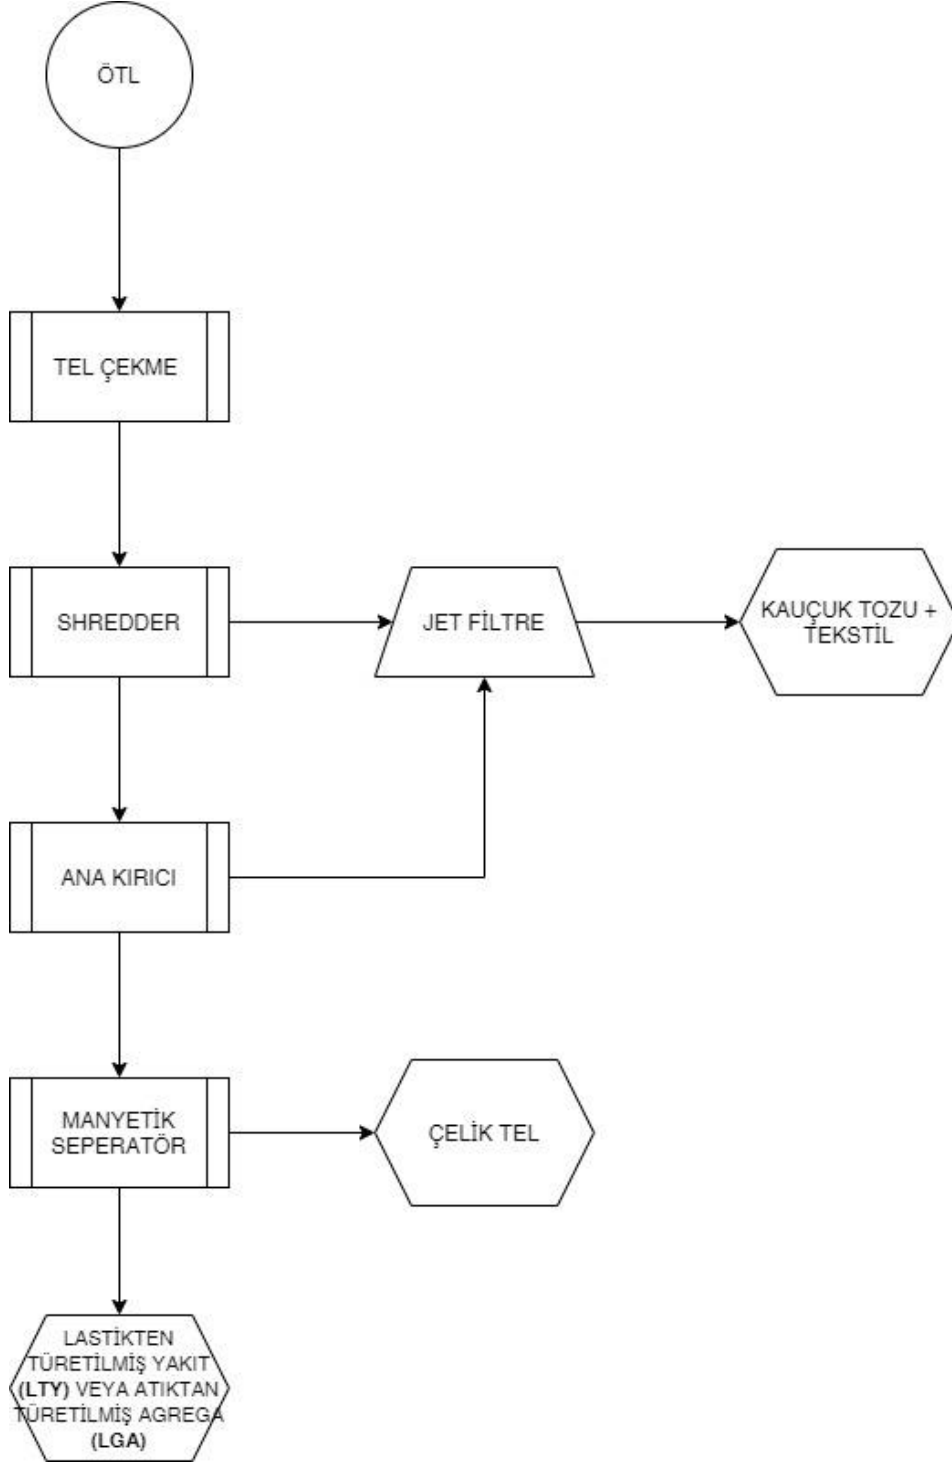 ÖTL
TEL ÇEKME
SHREDDER
JET FİLTRE
KAUÇUK TOZU +
TEKSTİL
ANA KIRICI
MANYETİK
SEPERATÖR
ÇELİK TEL
LASTİKTEN
TÜRETİLMİŞ YAKIT
(LTY) VEYA ATIKTAN
TÜRETİLMİŞ AGREGA
(LGA)